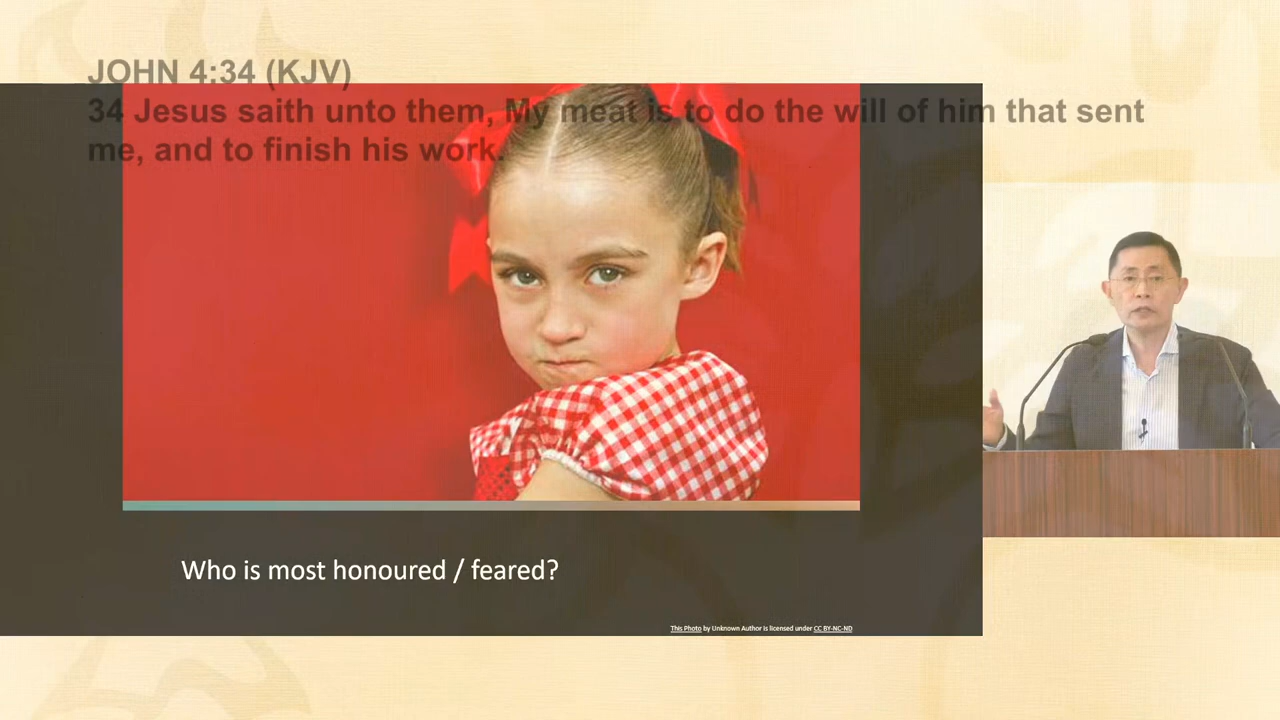 JOHN 4:34 (KJV)
34 Jesus saith unto them, My meat is to do the will of him that sent
me, and to finish his work.
Who is most honoured / feared?
This Photo by Unknown Author is licensed under CC BY-NC-ND